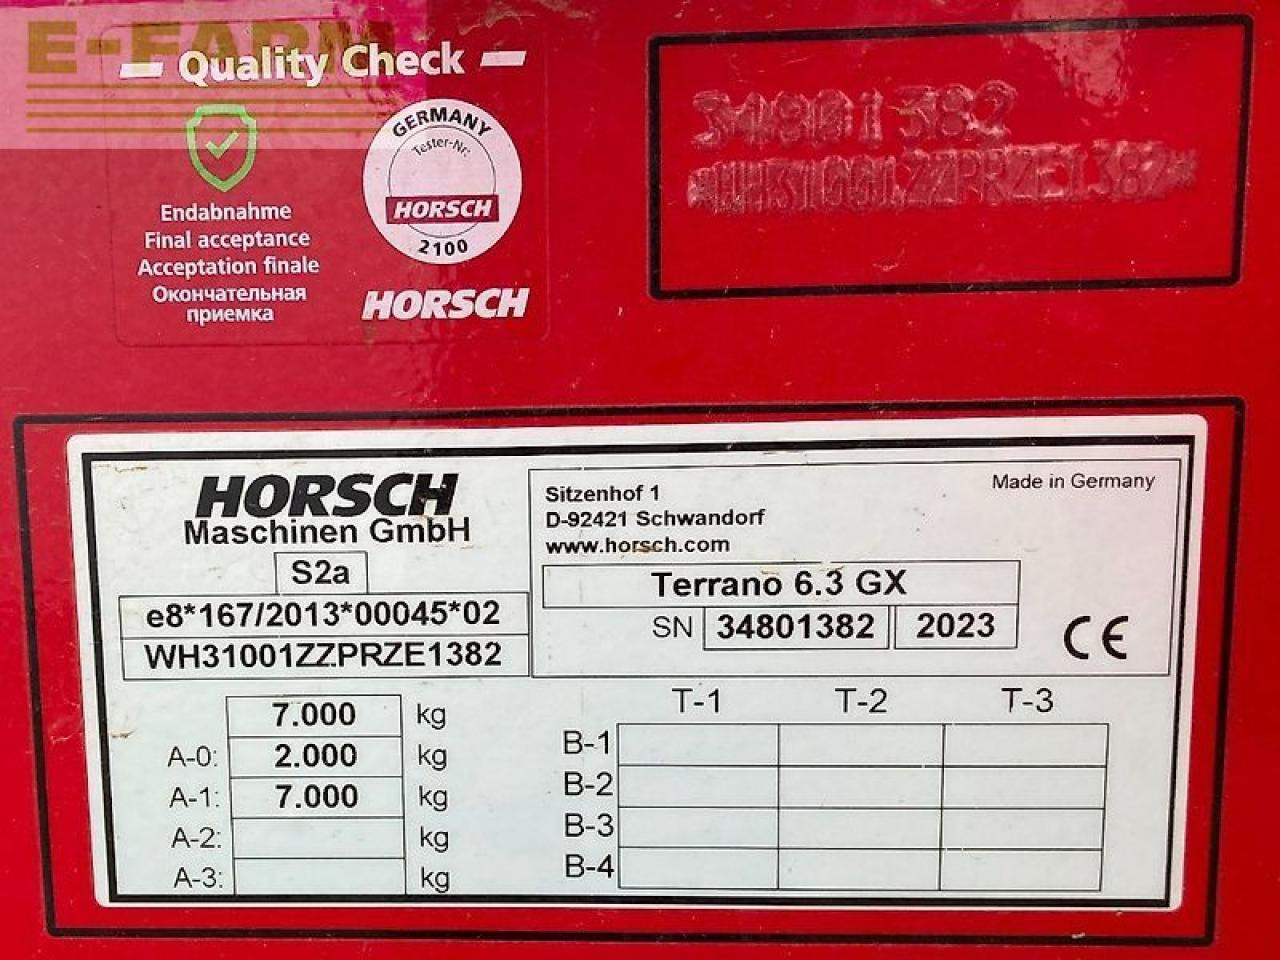 E-FARM
Quality Check
Endabnahme
Final acceptance
Acceptation finale
Окончательная
приемка
GERMANY
Tester-Nr:
HORSCH
2100
HORSCH
34801382
*WH31001ZZPRZE1382*
HORSCH
Maschinen GmbH
S2a
e8*167/2013*00045*02
WH31001ZZPRZE1382
Sitzenhof 1
D-92421 Schwandorf
www.horsch.com
Made in Germany
Terrano 6.3 GX
SN 34801382 2023
CE
7.000 kg
A-0: 2.000 kg
A-1: 7.000 kg
A-2: kg
A-3: kg
T-1 T-2 T-3
B-1
B-2
B-3
B-4